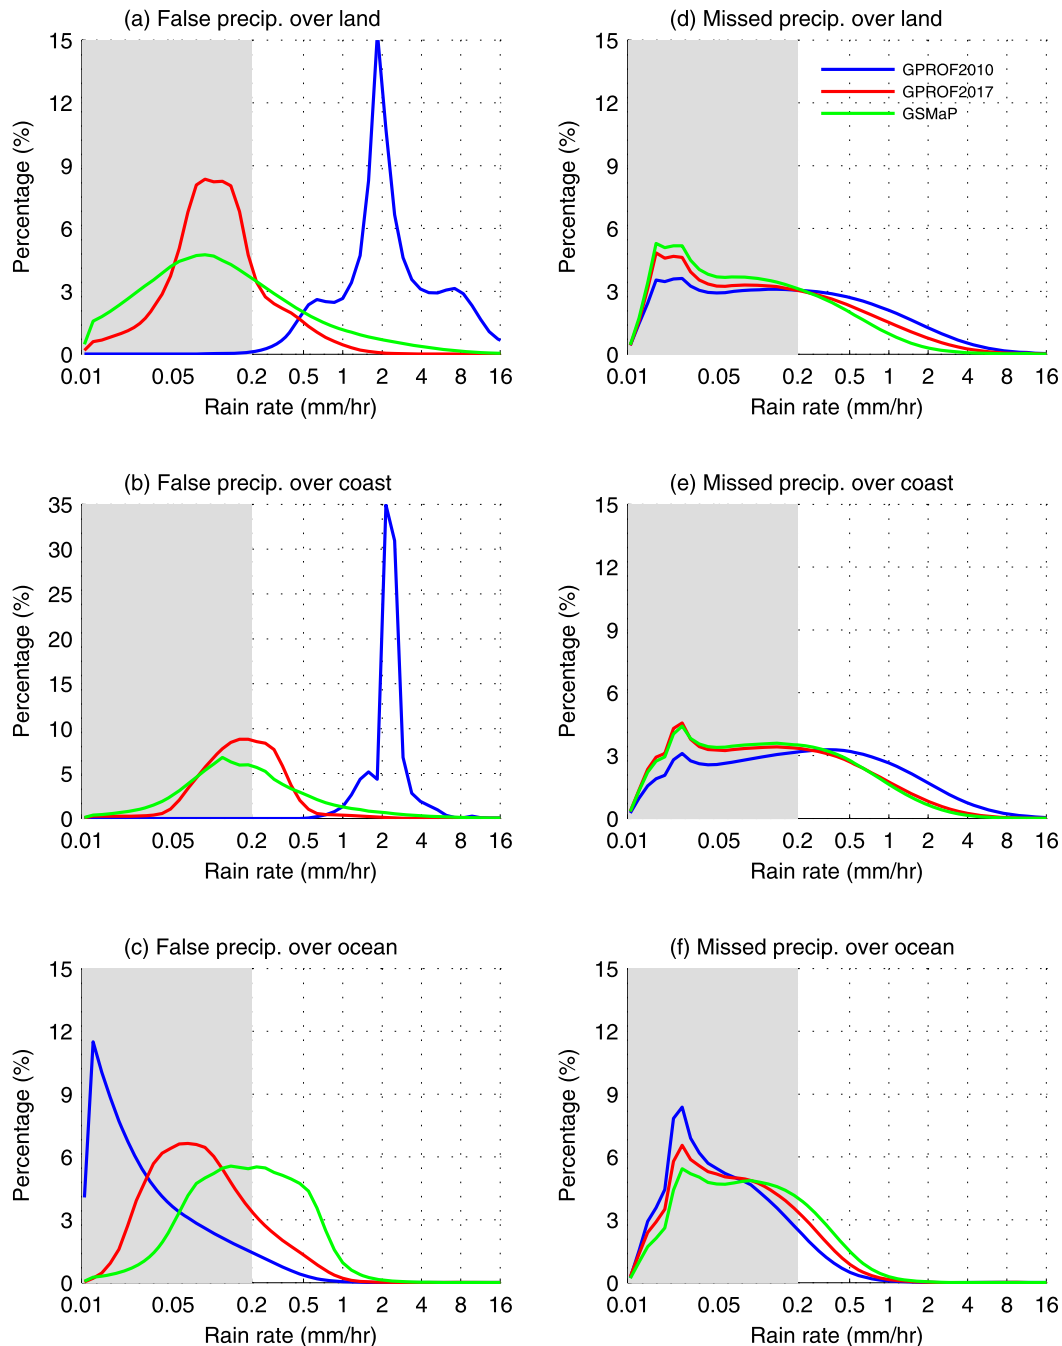 (a) False precip. over land
15
12
9
6
3
0
Percentage (%)
0.01 0.05 0.2 0.5 1 2 4 8 16
Rain rate (mm/hr)
(d) Missed precip. over land
15
12
9
6
3
0
Percentage (%)
GPROF2010
GPROF2017
GSMaP
0.01 0.05 0.2 0.5 1 2 4 8 16
Rain rate (mm/hr)
(b) False precip. over coast
35
30
25
20
15
10
5
0
Percentage (%)
0.01 0.05 0.2 0.5 1 2 4 8 16
Rain rate (mm/hr)
(e) Missed precip. over coast
15
12
9
6
3
0
Percentage (%)
0.01 0.05 0.2 0.5 1 2 4 8 16
Rain rate (mm/hr)
(c) False precip. over ocean
15
12
9
6
3
0
Percentage (%)
0.01 0.05 0.2 0.5 1 2 4 8 16
Rain rate (mm/hr)
(f) Missed precip. over ocean
15
12
9
6
3
0
Percentage (%)
0.01 0.05 0.2 0.5 1 2 4 8 16
Rain rate (mm/hr)